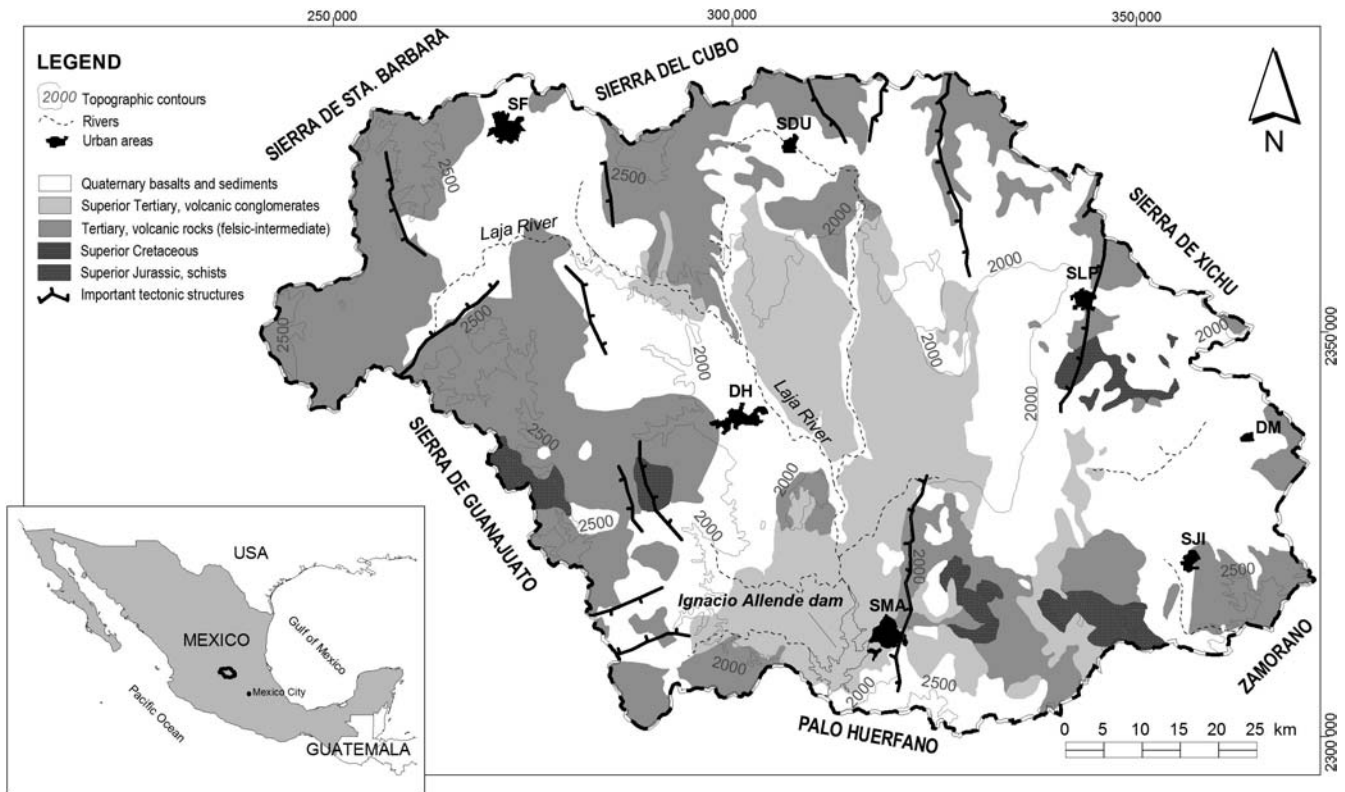 250 000
300 000
350 000
LEGEND
2000 Topographic contours
Rivers
Urban areas
Quaternary basalts and sediments
Superior Tertiary, volcanic conglomerates
Tertiary, volcanic rocks (felsic-intermediate)
Superior Cretaceous
Superior Jurassic, schists
Important tectonic structures
SIERRA DE STA. BARBARA
SIERRA DEL CUBO
SF
SDU
N
2500
2500
2000
SIERRA DE XICHU
Laja River
2000
SLP
2500
2500
2000
2000
2000
2350 000
DH
Laja River
2000
DM
SIERRA DE GUANAJUATO
2500
2000
2500
2000
2000
SJI
2500
Ignacio Allende dam
SMA
2000
2000
2500
ZAMORANO
PALO HUERFANO
0 5 10 15 20 25 km
2300 000
USA
MEXICO
Gulf of Mexico
Mexico City
Pacific Ocean
GUATEMALA